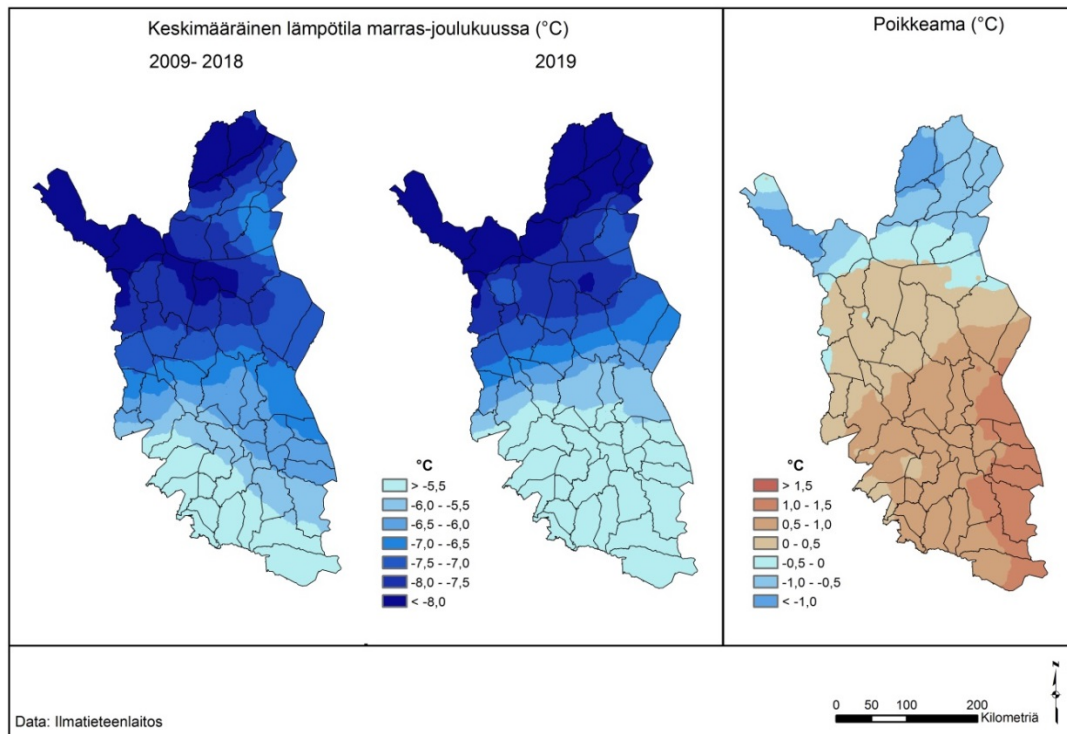 Keskimääräinen lämpötila marras-joulukuussa (°C)
2009- 2018
2019
Poikkeama (°C)
°C
> -5,5
-6,0 - -5,5
-6,5 - -6,0
-7,0 - -6,5
-7,5 - -7,0
-8,0 - -7,5
< -8,0
°C
> 1,5
1,0 - 1,5
0,5 - 1,0
0 - 0,5
-0,5 - 0
-1,0 - -0,5
< -1,0
Data: Ilmatieteenlaitos
0 50 100 200
Kilometriä
N